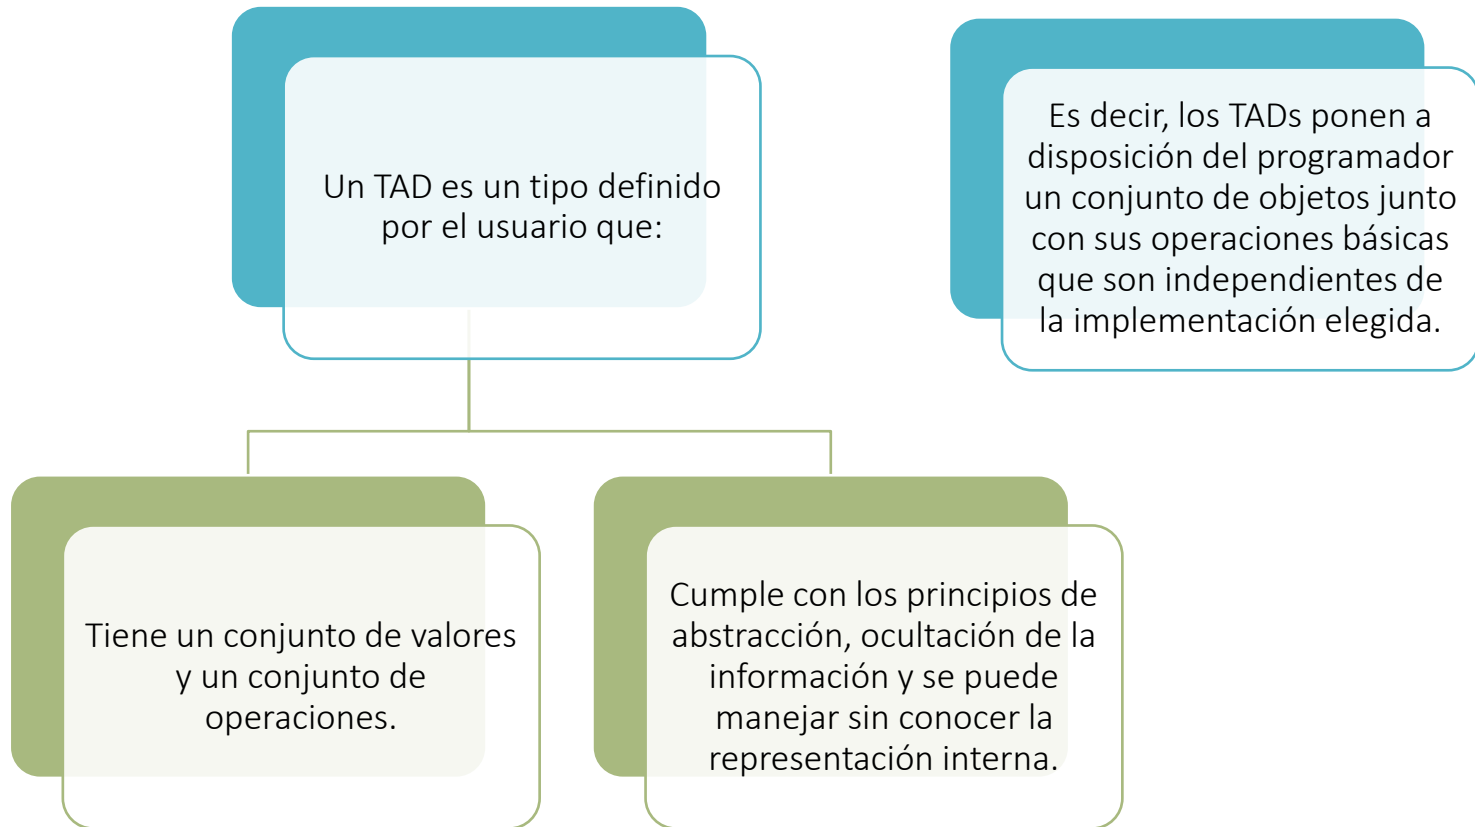 Un TAD es un tipo definido
por el usuario que:
Es decir, los TADs ponen a
disposición del programador
un conjunto de objetos junto
con sus operaciones básicas
que son independientes de
la implementación elegida.
Tiene un conjunto de valores
y un conjunto de
operaciones.
Cumple con los principios de
abstracción, ocultación de la
información y se puede
manejar sin conocer la
representación interna.